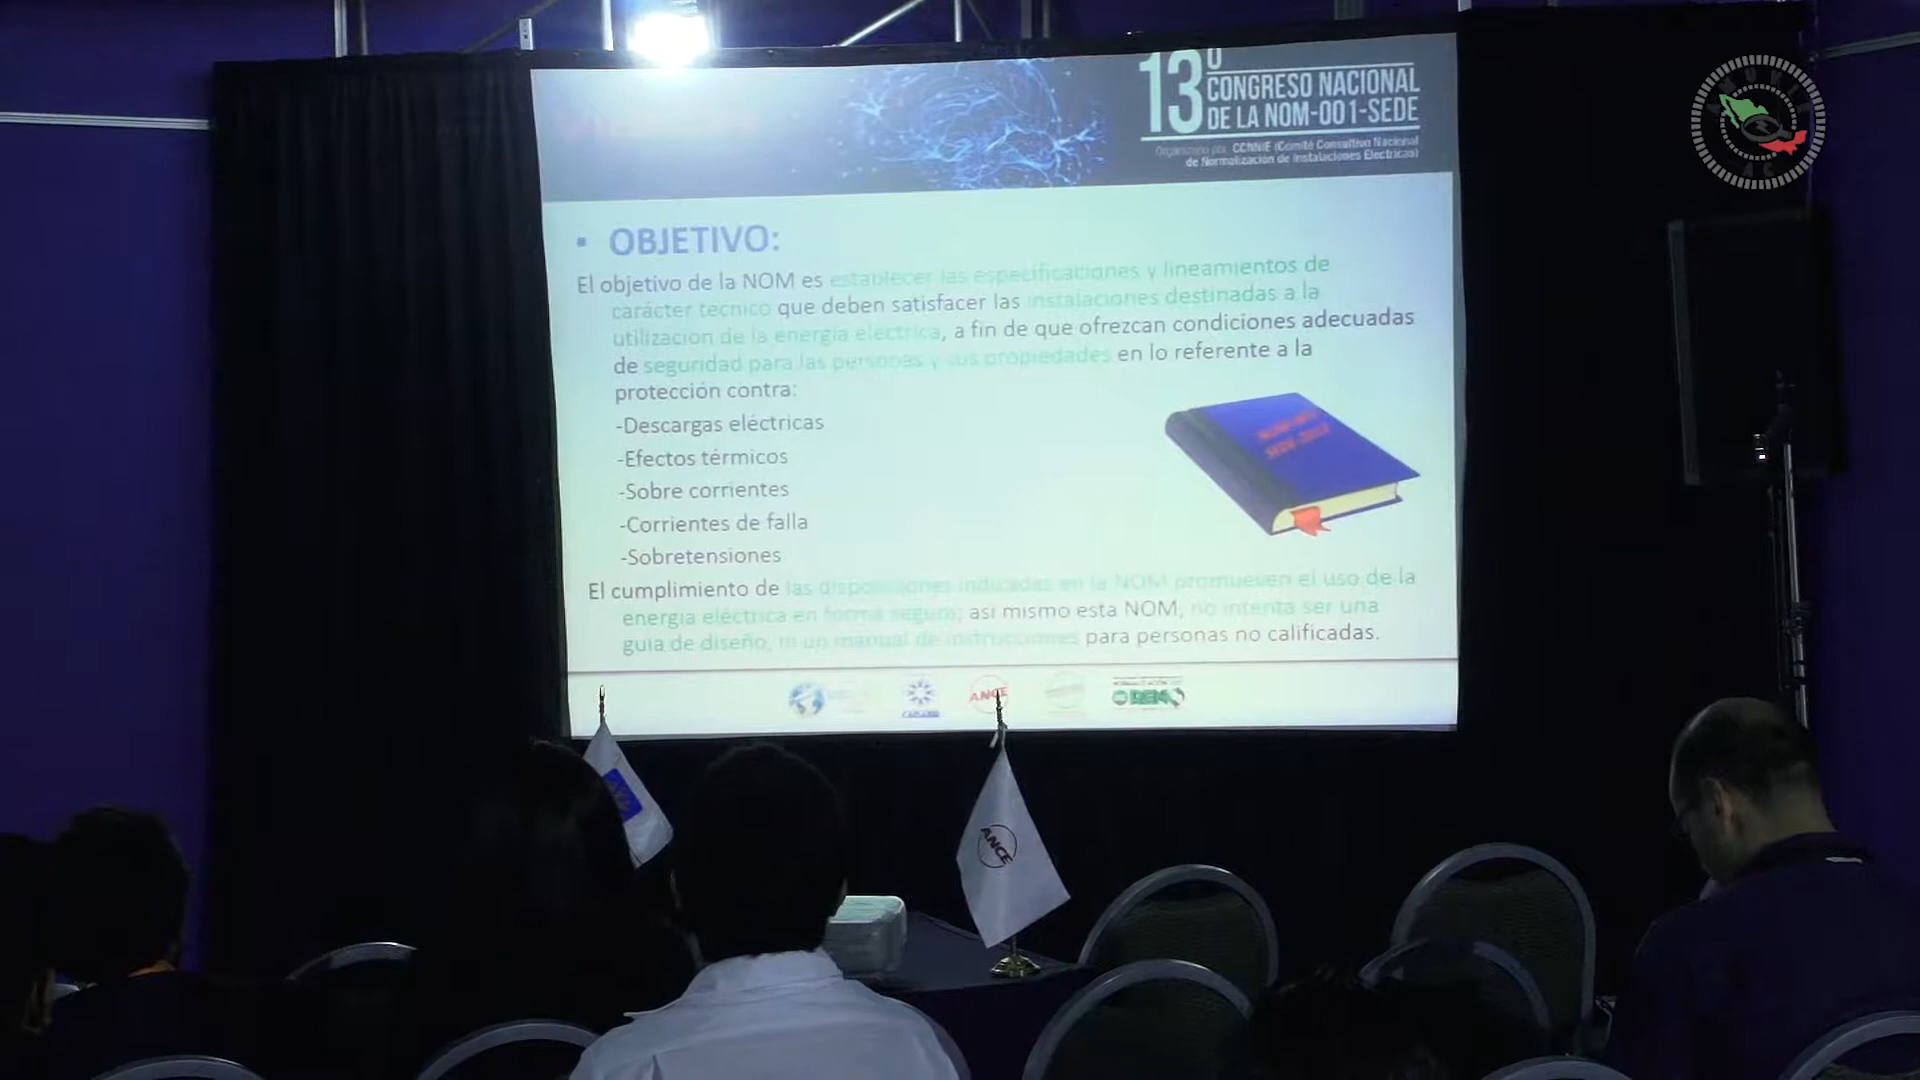 13º
CONGRESO NACIONAL
DE LA NOM-001-SEDE
Organizado por CCNNIE (Comité Consultivo Nacional
de Normalización de Instalaciones Eléctricas)
▪ OBJETIVO:
El objetivo de la NOM es establecer las especificaciones y lineamientos de
carácter técnico que deben satisfacer las instalaciones destinadas a la
utilización de la energía eléctrica, a fin de que ofrezcan condiciones adecuadas
de seguridad para las personas y sus propiedades en lo referente a la
protección contra:
-Descargas eléctricas
-Efectos térmicos
-Sobre corrientes
-Corrientes de falla
-Sobretensiones
El cumplimiento de las disposiciones indicadas en la NOM promueven el uso de la
energía eléctrica en forma segura; así mismo esta NOM, no intenta ser una
guía de diseño, ni un manual de instrucciones para personas no calificadas.
ANCE
ANCE